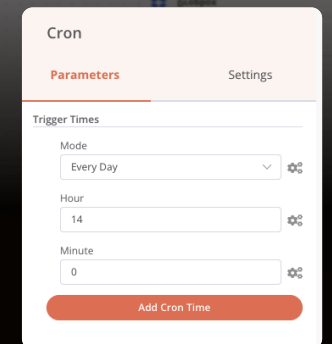 Cron
Parameters Settings
Trigger Times
Mode
Every Day
Hour
14
Minute
0
Add Cron Time